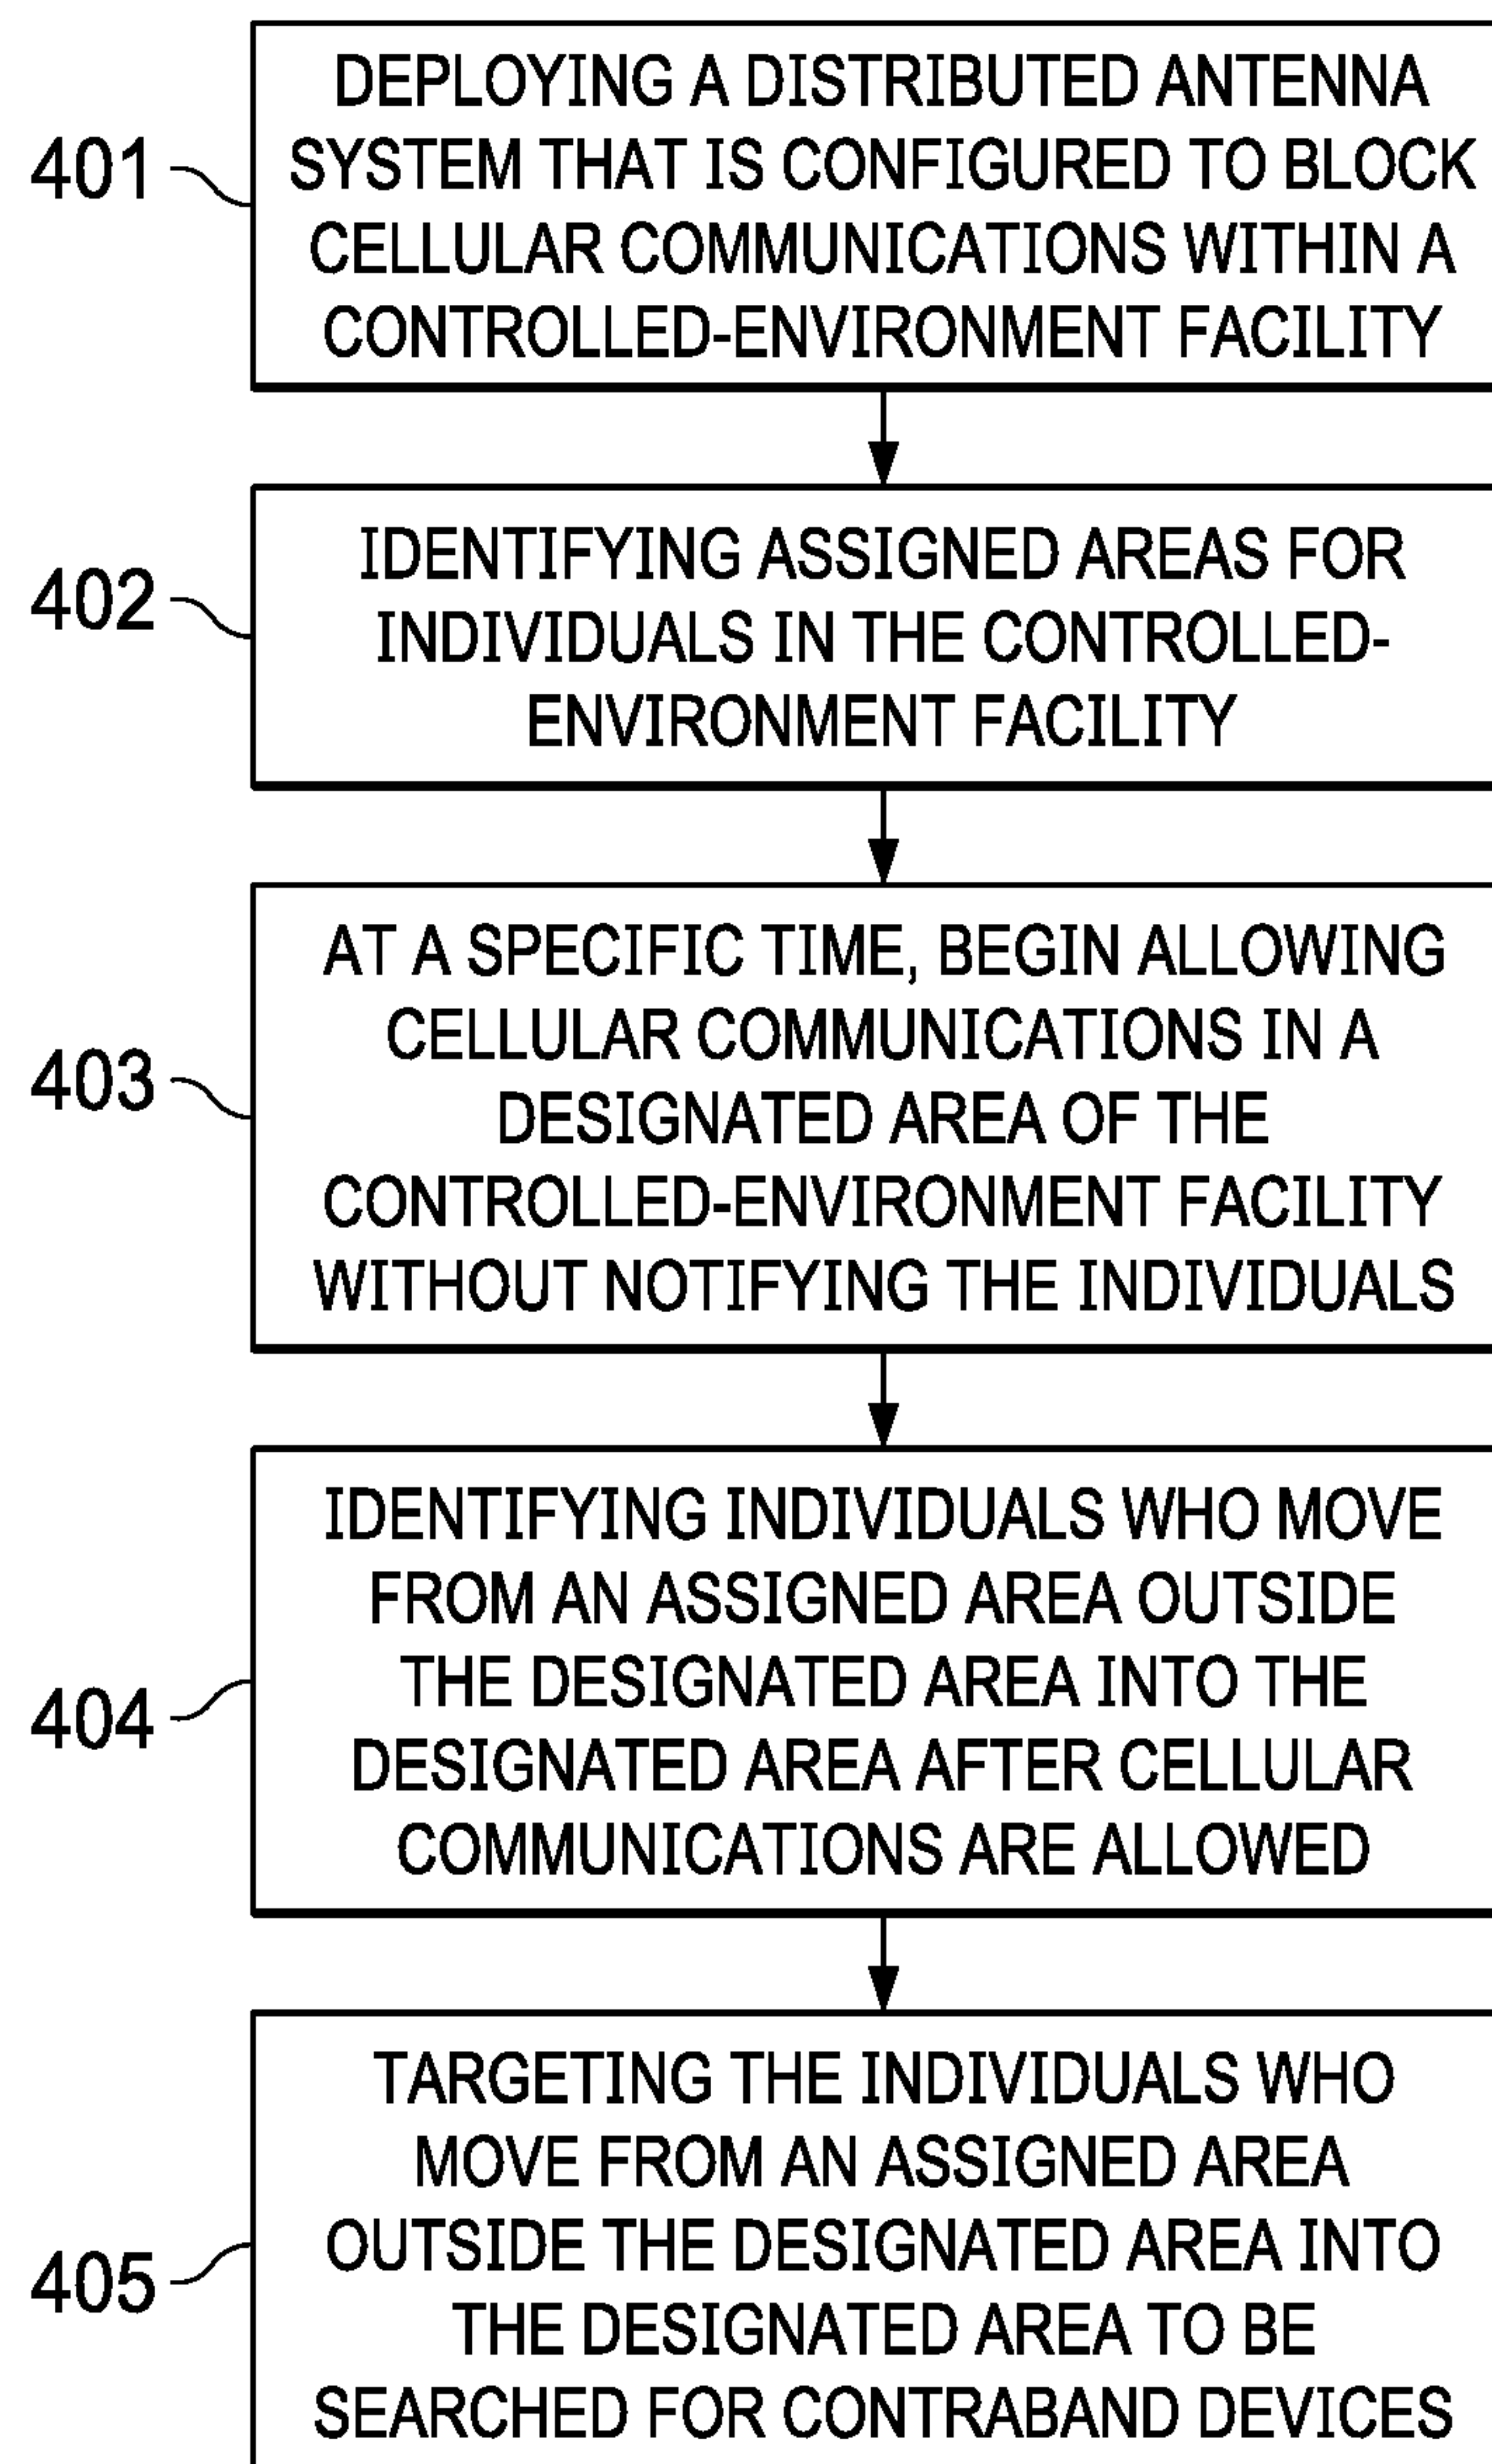 DEPLOYING A DISTRIBUTED ANTENNA
401
SYSTEM THAT IS CONFIGURED TO BLOCK
CELLULAR COMMUNICATIONS WITHIN A
CONTROLLED-ENVIRONMENT FACILITY
IDENTIFYING ASSIGNED AREAS FOR
402
INDIVIDUALS IN THE CONTROLLED-
ENVIRONMENT FACILITY
AT A SPECIFIC TIME, BEGIN ALLOWING
CELLULAR COMMUNICATIONS IN A
403
DESIGNATED AREA OF THE
CONTROLLED-ENVIRONMENT FACILITY
WITHOUT NOTIFYING THE INDIVIDUALS
IDENTIFYING INDIVIDUALS WHO MOVE
FROM AN ASSIGNED AREA OUTSIDE
THE DESIGNATED AREA INTO THE
404
DESIGNATED AREA AFTER CELLULAR
COMMUNICATIONS ARE ALLOWED
TARGETING THE INDIVIDUALS WHO
MOVE FROM AN ASSIGNED AREA
OUTSIDE THE DESIGNATED AREA INTO
405
THE DESIGNATED AREA TO BE
SEARCHED FOR CONTRABAND DEVICES